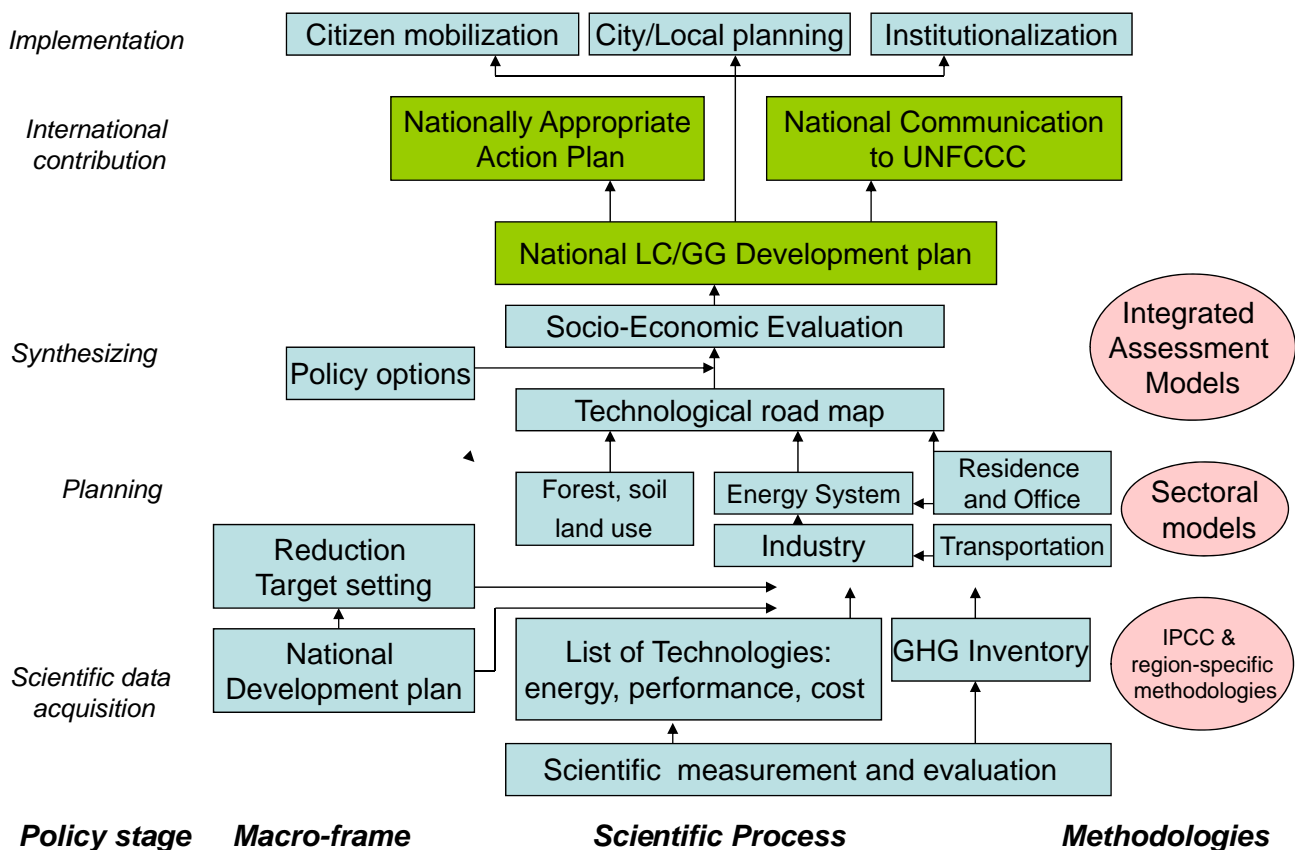 Implementation
Citizen mobilization
City/Local planning
Institutionalization
International
contribution
Nationally Appropriate
Action Plan
National Communication
to UNFCCC
National LC/GG Development plan
Synthesizing
Socio-Economic Evaluation
Policy options
Technological road map
Integrated
Assessment
Models
Planning
Forest, soil
land use
Energy System
Residence
and Office
Industry
Transportation
Sectoral
models
Reduction
Target setting
Scientific data
acquisition
National
Development plan
List of Technologies:
energy, performance, cost
GHG Inventory
IPCC &
region-specific
methodologies
Scientific measurement and evaluation
Policy stage
Macro-frame
Scientific Process
Methodologies